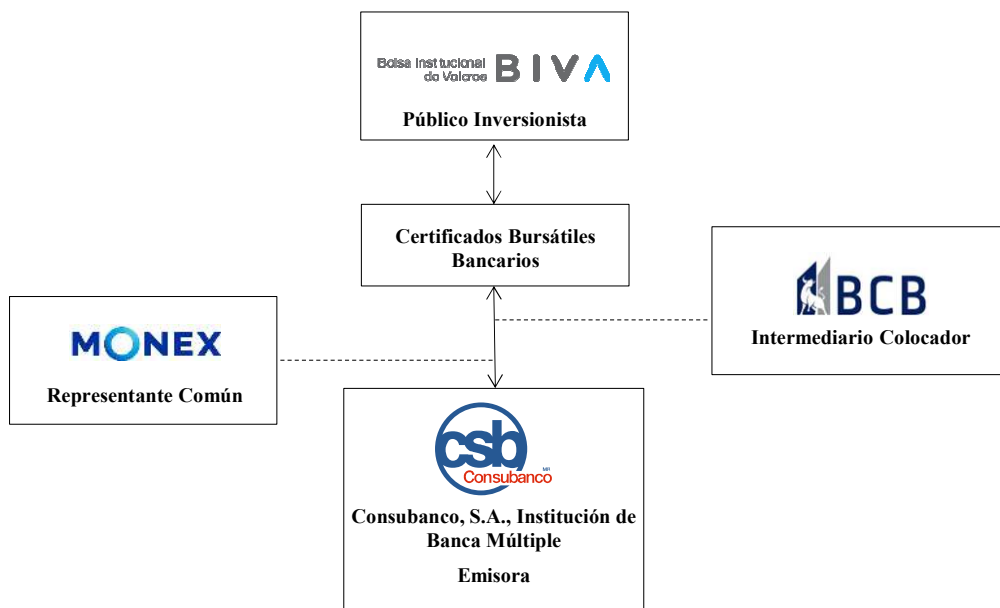 Bolsa Institucional
de Valores
BIVA
Público Inversionista
Certificados Bursátiles
Bancarios
BCB
Intermediario Colocador
MONEX
Representante Común
csb
Consubanco
MR
Consubanco, S.A., Institución de
Banca Múltiple
Emisora